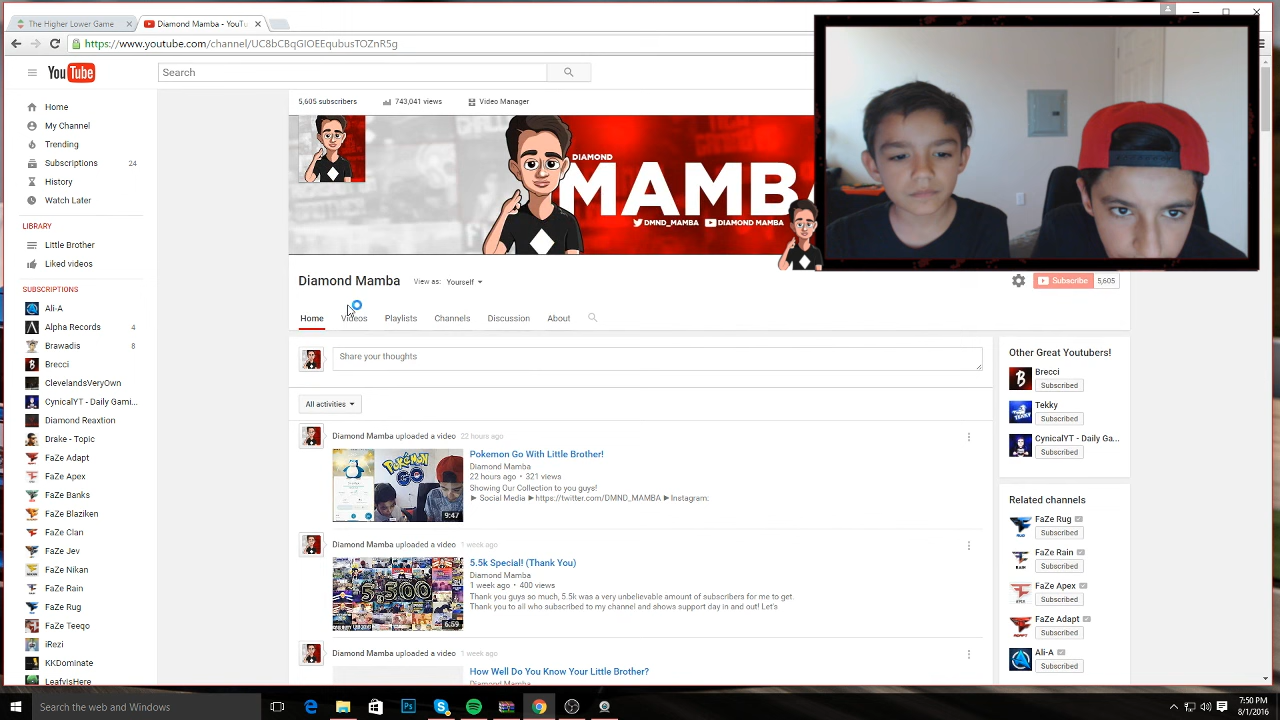 The Higher Lower Game
Diamond Mamba - YouTu
https://www.youtube.com/channel/UC8bCBqGIOEEqubusTOZnR5g
YouTube
Search
Home
My Channel
Trending
Subscriptions 24
History
Watch Later
LIBRARY
Little Brother
Liked videos
SUBSCRIPTIONS
Ali-A
Alpha Records 4
Brawadis 8
Brecci
ClevelandsVeryOwn
CynicalYT - Daily Gami...
Diamond Reaxtion
Drake - Topic
FaZe Adapt
FaZe Apex
FaZe Banks
FaZe Blaziken
FaZe Clan
FaZe Jev
FaZe Nikan
FaZe Rain
FaZe Rug
FaZe Teeqo
iRezi
KKDominate
LeafyIsHere
5,605 subscribers
743,041 views
Video Manager
DIAMOND
MAMBA
DMND_MAMBA
DIAMOND MAMBA
Diamond Mamba
View as: Yourself
Subscribe 5,605
Home
Videos
Playlists
Channels
Discussion
About
Share your thoughts
All activities
Diamond Mamba uploaded a video 22 hours ago
POKÉMON
GO
9:47
Pokemon Go With Little Brother!
Diamond Mamba
22 hours ago • 321 views
Showing Our Collection to you guys!
► Social Media ►https://twitter.com/DMND_MAMBA ►Instagram:
Diamond Mamba uploaded a video 1 week ago
5:59
5.5k Special! (Thank You)
Diamond Mamba
1 week ago • 400 views
Thank you guys so much, 5.5k was a very unbelievable amount of subscribers for me to get.
Thank you to all who subscribed to my channel and shows support day in and out! Let's
Diamond Mamba uploaded a video 1 week ago
How Well Do You Know Your Little Brother?
Diamond Mamba
Other Great Youtubers!
Brecci
Subscribed
Tekky
Subscribed
CynicalYT - Daily Ga...
Subscribed
Related channels
FaZe Rug
Subscribed
FaZe Rain
Subscribed
FaZe Apex
Subscribed
FaZe Adapt
Subscribed
Ali-A
Subscribed
Search the web and Windows
7:50 PM
8/1/2016